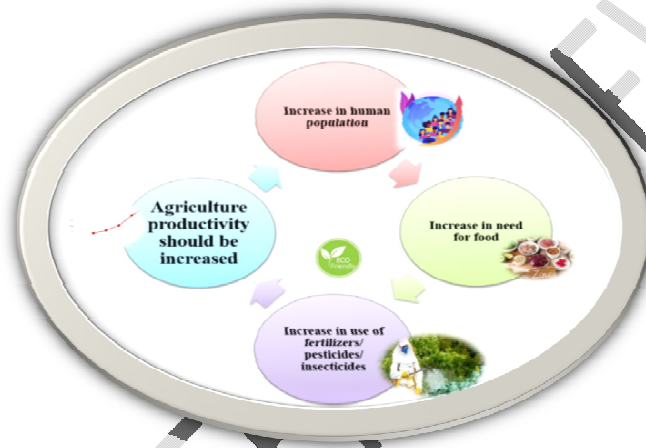 Increase in human
population
Increase in need
for food
Increase in use of
fertilizers/
pesticides/
insecticides
Agriculture
productivity
should be
increased
ECO
Friendly